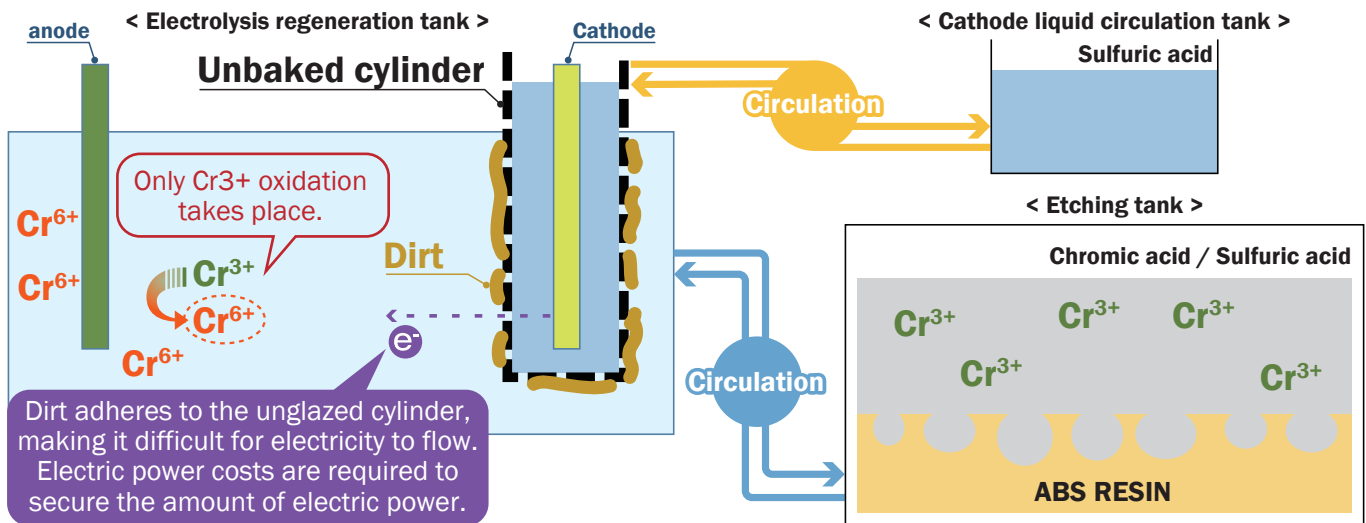 < Electrolysis regeneration tank >
anode
Cathode
Unbaked cylinder
< Cathode liquid circulation tank >
Sulfuric acid
Circulation
Only Cr3+ oxidation
takes place.
Cr⁶⁺
Cr⁶⁺
Cr³⁺
Cr⁶⁺
Cr⁶⁺
Dirt
e⁻
Dirt adheres to the unglazed cylinder,
making it difficult for electricity to flow.
Electric power costs are required to
secure the amount of electric power.
Circulation
< Etching tank >
Chromic acid / Sulfuric acid
Cr³⁺
Cr³⁺
Cr³⁺
Cr³⁺
Cr³⁺
ABS RESIN